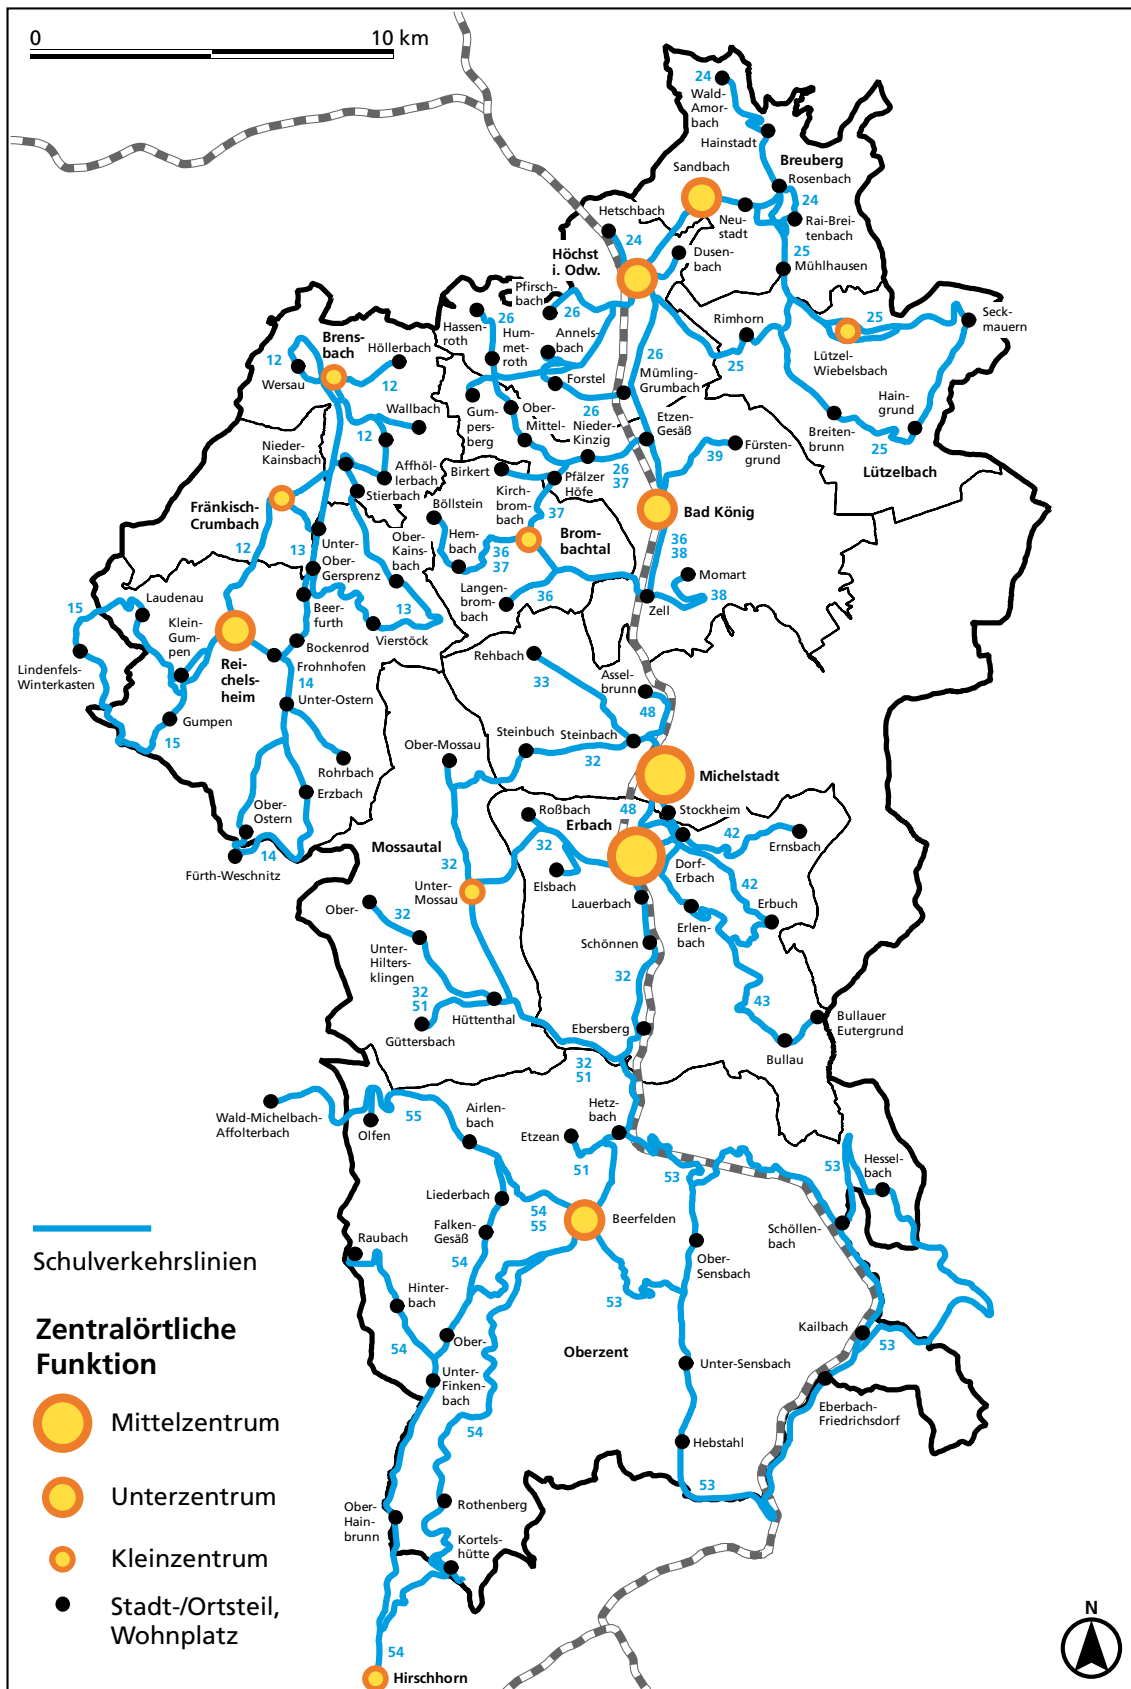 0
10 km
24
Wald-
Amor-
bach
Hainstadt
Breuberg
Sandbach
Rosenbach
24
Hetschbach
24
Neu-
stadt
Rai-Brei-
tenbach
25
Höchst
i. Odw.
Dusen-
bach
Mühlhausen
Pfirsch-
bach
26
26
Hassen-
roth
Hum-
met-
roth
Annels-
bach
Rimhorn
25
25
Seck-
mauern
Lützel-
Wiebelsbach
Brens-
bach
Höllerbach
12
12
Wersau
26
Forstel
Mümling-
Grumbach
Wallbach
Gum-
pers-
berg
26
Ober-
Mittel-
Nieder-
Kinzig
Etzen-
Gesäß
Hain-
grund
Breiten-
brunn
25
Lützelbach
12
Nieder-
Kainsbach
Affhöl-
lerbach
Stierbach
Birkert
Pfälzer
Höfe
26
37
39
Fürsten-
grund
Fränkisch-
Crumbach
12
13
Kirch-
brom-
bach
37
Böllstein
Hem-
bach
Brom-
bachtal
Bad König
36
38
36
37
Unter-
Ober-
Gersprenz
Ober-
Kains-
bach
Langen-
brom-
bach
36
Momart
38
Zell
15
Laudenau
Klein-
Gum-
pen
Beer-
furth
13
Vierstöck
Bockenrod
Lindenfels-
Winterkasten
Rei-
chels-
heim
Frohnhofen
14
Unter-Ostern
Rehbach
33
Assel-
brunn
48
Gumpen
15
Steinbuch
Steinbach
32
Ober-Mossau
Rohrbach
Michelstadt
Erzbach
Ober-
Ostern
14
Fürth-Weschnitz
Roßbach
Erbach
48
Stockheim
42
Ernsbach
Mossautal
32
32
Elsbach
Dorf-
Erbach
42
Unter-
Mossau
Lauerbach
Erbuch
Ober-
32
Erlen-
bach
Schönnen
Unter-
Hilters-
klingen
32
32
51
43
Hüttenthal
Güttersbach
Ebersberg
Bullauer
Eutergrund
Bullau
32
51
Wald-Michelbach-
Affolterbach
55
Olfen
Airlen-
bach
Hetz-
bach
Etzean
51
53
53
Hessel-
bach
Liederbach
54
55
Beerfelden
Schöllen-
bach
Schulverkehrslinien
Raubach
Falken-
Gesäß
54
Ober-
Sensbach
53
Hinter-
bach
Zentralörtliche
Funktion
54
Ober-
Oberzent
Kailbach
53
Unter-
Finken-
bach
Unter-Sensbach
Eberbach-
Friedrichsdorf
Mittelzentrum
54
Hebstahl
53
Unterzentrum
Ober-
Hain-
brunn
Rothenberg
Kortels-
hütte
Kleinzentrum
Stadt-/Ortsteil,
Wohnplatz
54
Hirschhorn
N